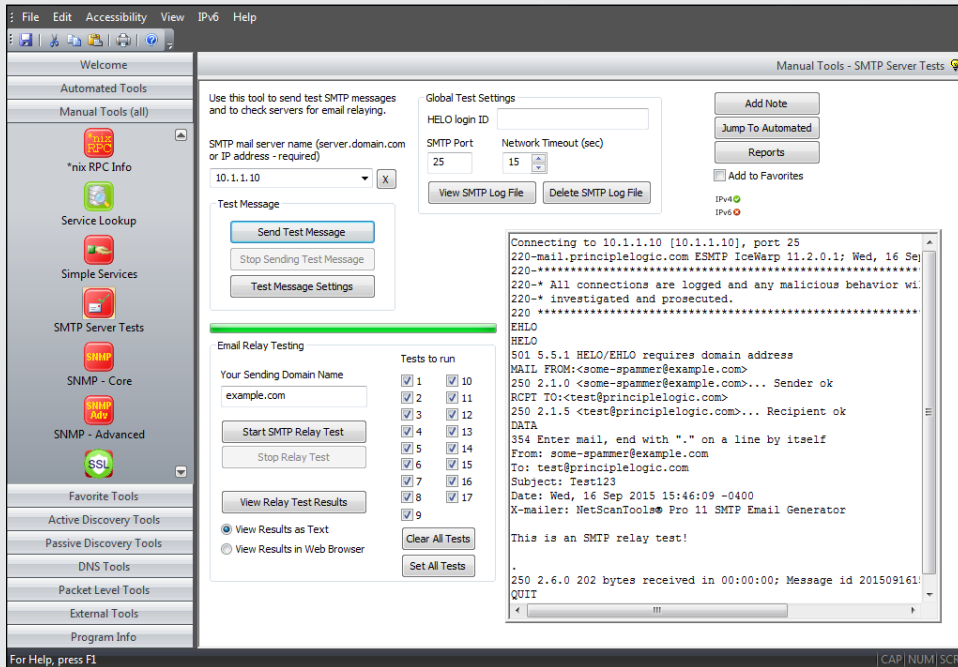 File Edit Accessibility View IPv6 Help
Welcome
Automated Tools
Manual Tools (all)
*nix RPC
*nix RPC Info
Service Lookup
Simple Services
SMTP Server Tests
SNMP
SNMP - Core
SNMP Adv
SNMP - Advanced
SSL
Favorite Tools
Active Discovery Tools
Passive Discovery Tools
DNS Tools
Packet Level Tools
External Tools
Program Info
Manual Tools - SMTP Server Tests
Use this tool to send test SMTP messages
and to check servers for email relaying.
SMTP mail server name (server.domain.com
or IP address - required)
10.1.1.10
X
Test Message
Send Test Message
Stop Sending Test Message
Test Message Settings
Global Test Settings
HELO login ID
SMTP Port Network Timeout (sec)
25 15
View SMTP Log File Delete SMTP Log File
Add Note
Jump To Automated
Reports
Add to Favorites
IPv4
IPv6
Email Relay Testing
Your Sending Domain Name
example.com
Start SMTP Relay Test
Stop Relay Test
View Relay Test Results
View Results as Text
View Results in Web Browser
Tests to run
1 10
2 11
3 12
4 13
5 14
6 15
7 16
8 17
9
Clear All Tests
Set All Tests
Connecting to 10.1.1.10 [10.1.1.10], port 25
220-mail.principlelogic.com ESMTP IceWarp 11.2.0.1; Wed, 16 Sep
220-*****************************************************
220-* All connections are logged and any malicious behavior wi
220-* investigated and prosecuted.
220 *****************************************************
EHLO
HELO
501 5.5.1 HELO/EHLO requires domain address
MAIL FROM:<some-spammer@example.com>
250 2.1.0 <some-spammer@example.com>... Sender ok
RCPT TO:<test@principlelogic.com>
250 2.1.5 <test@principlelogic.com>... Recipient ok
DATA
354 Enter mail, end with "." on a line by itself
From: some-spammer@example.com
To: test@principlelogic.com
Subject: Test123
Date: Wed, 16 Sep 2015 15:46:09 -0400
X-mailer: NetScanTools® Pro 11 SMTP Email Generator
This is an SMTP relay test!
.
250 2.6.0 202 bytes received in 00:00:00; Message id 201509161
QUIT
For Help, press F1
CAP NUM SCR